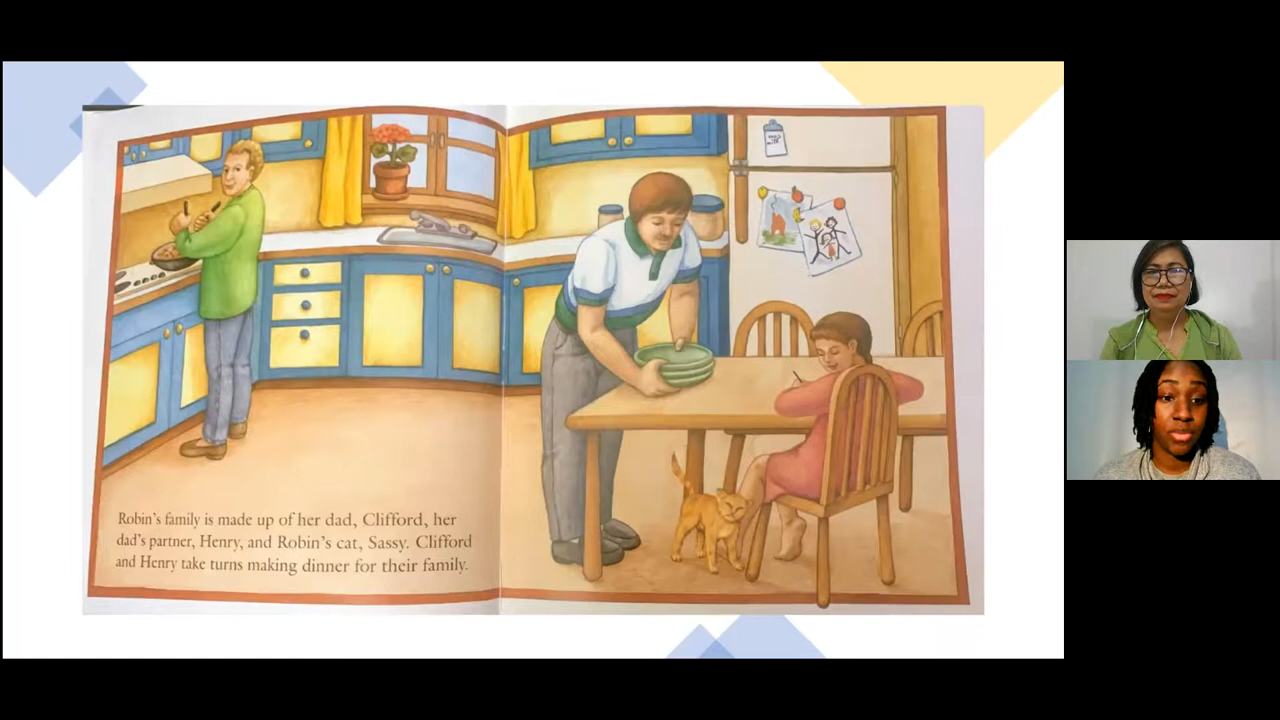 Robin's family is made up of her dad, Clifford, her
dad's partner, Henry, and Robin's cat, Sassy. Clifford
and Henry take turns making dinner for their family.